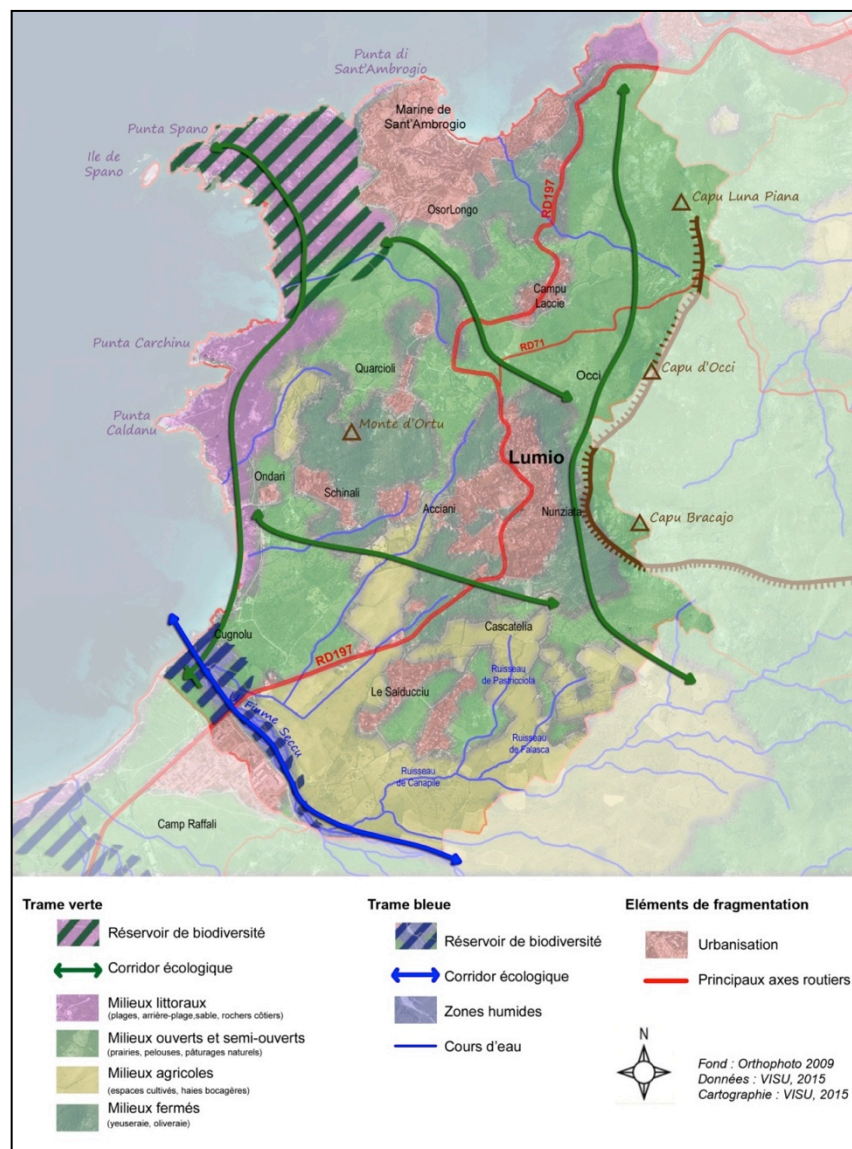 Punta di
Sant'Ambrogio
Marine de
Sant'Ambrogio
Punta Spano
Ile de
Spano
OsorLongo
RD197
Capu Luna Piana
Campu
Laccie
Punta Carchinu
RD71
Quarcioli
Occi
Capu d'Occi
Punta
Caldanu
Monte d'Ortu
Lumio
Ondari
Schinali
Acciani
Nunziata
Capu Bracajo
Cugnolu
Cascatella
RD197
Ruisseau
de Pastricciola
Le Salducciu
Fiume Seccu
Ruisseau
de Falasca
Ruisseau
de Canapile
Camp Raffali
Trame verte
Réservoir de biodiversité
Corridor écologique
Milieux littoraux
(plages, arrière-plage,sable, rochers côtiers)
Milieux ouverts et semi-ouverts
(prairies, pelouses, pâturages naturels)
Milieux agricoles
(espaces cultivés, haies bocagères)
Milieux fermés
(yeuseraie, oliveraie)
Trame bleue
Réservoir de biodiversité
Corridor écologique
Zones humides
Cours d'eau
Eléments de fragmentation
Urbanisation
Principaux axes routiers
N
Fond : Orthophoto 2009
Données : VISU, 2015
Cartographie : VISU, 2015